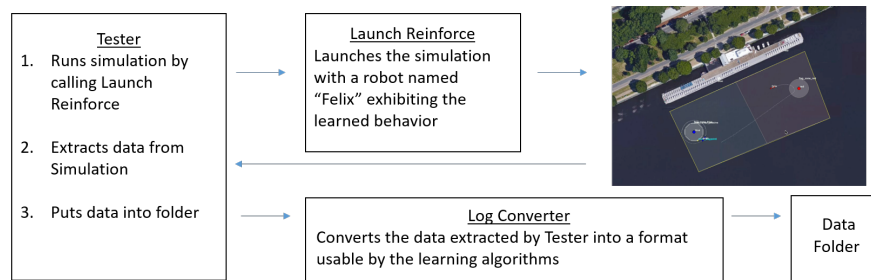 Tester
1. Runs simulation by
calling Launch
Reinforce
2. Extracts data from
Simulation
3. Puts data into folder
Launch Reinforce
Launches the simulation
with a robot named
“Felix” exhibiting the
learned behavior
Log Converter
Converts the data extracted by Tester into a format
usable by the learning algorithms
Data
Folder